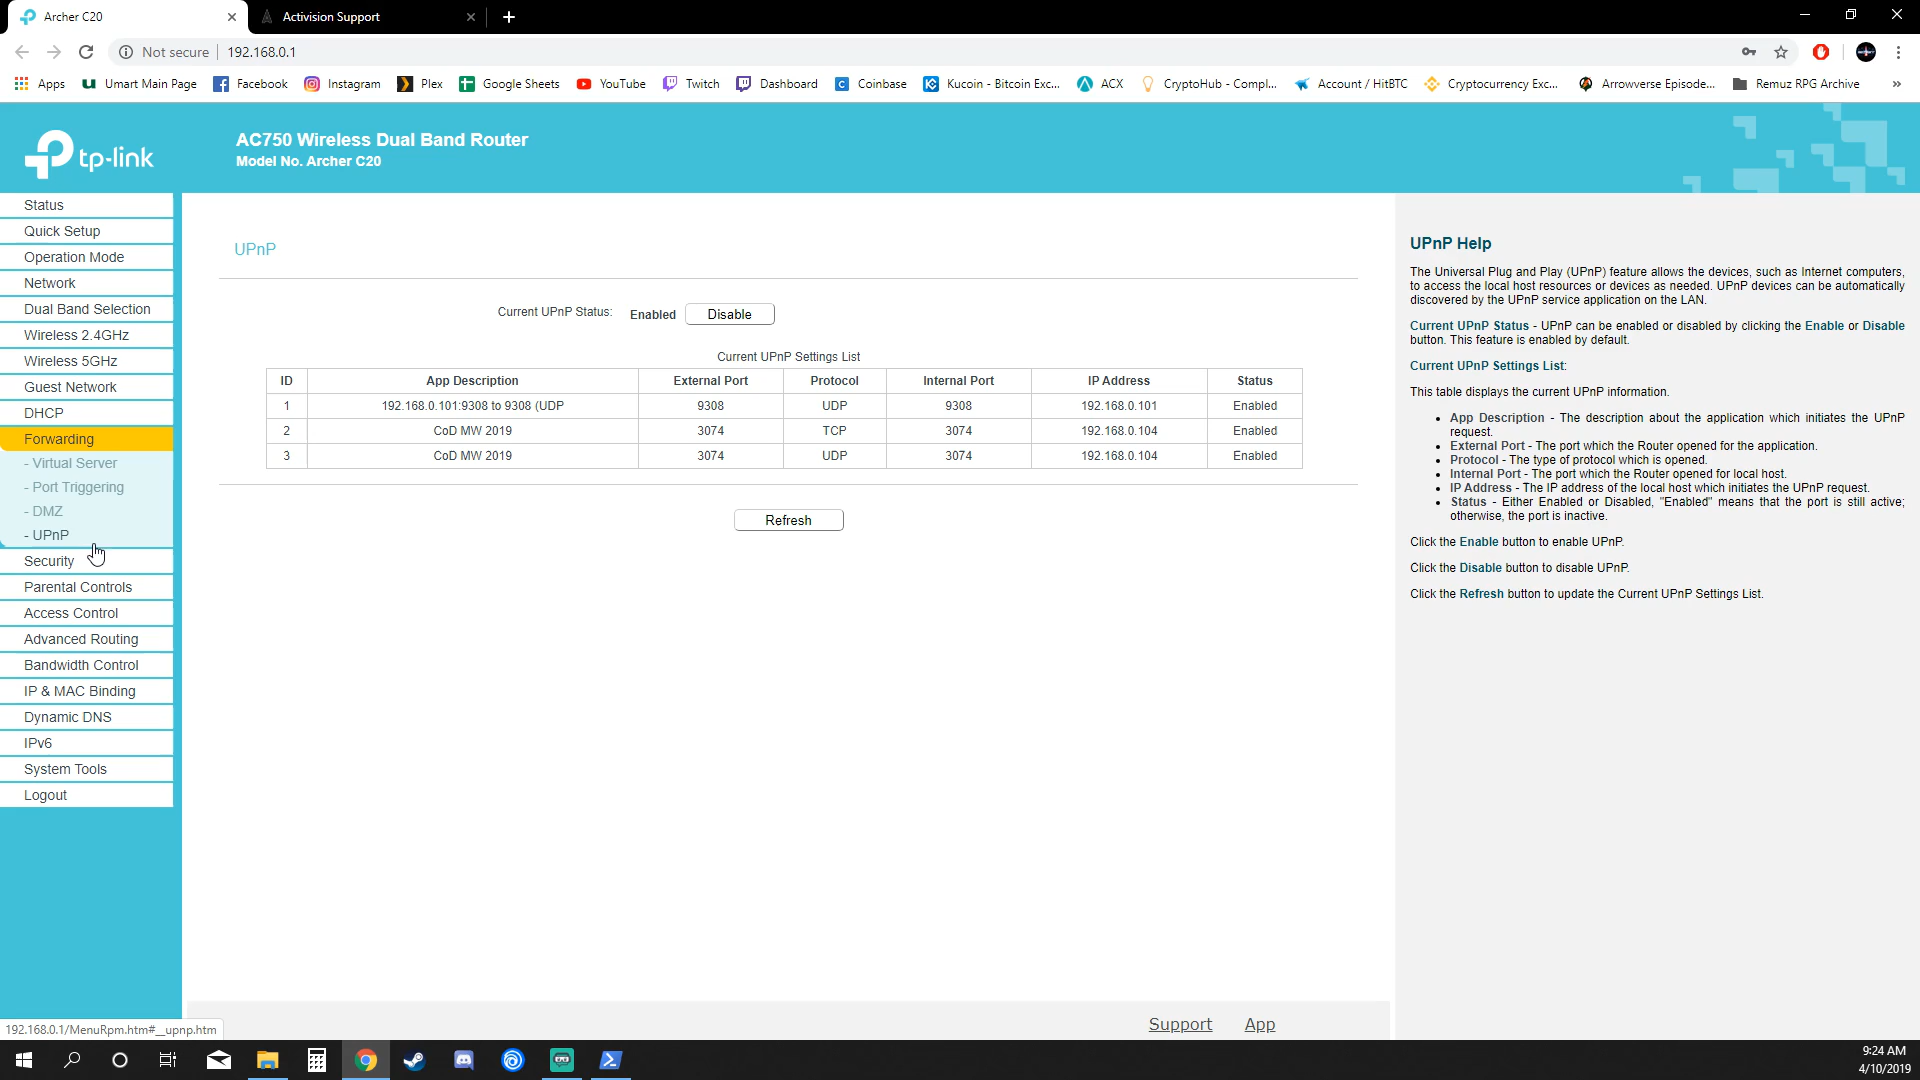 Archer C20
Activision Support
Not secure
192.168.0.1
Apps
Umart Main Page
Facebook
Instagram
Plex
Google Sheets
YouTube
Twitch
Dashboard
Coinbase
Kucoin - Bitcoin Exc...
ACX
CryptoHub - Compl...
Account / HitBTC
Cryptocurrency Exc...
Arrowverse Episode...
Remuz RPG Archive
»
tp-link
AC750 Wireless Dual Band Router
Model No. Archer C20
Status
Quick Setup
Operation Mode
Network
Dual Band Selection
Wireless 2.4GHz
Wireless 5GHz
Guest Network
DHCP
Forwarding
- Virtual Server
- Port Triggering
- DMZ
- UPnP
Security
Parental Controls
Access Control
Advanced Routing
Bandwidth Control
IP & MAC Binding
Dynamic DNS
IPv6
System Tools
Logout
UPnP
Current UPnP Status: Enabled Disable
Current UPnP Settings List
ID App Description External Port Protocol Internal Port IP Address Status
1 192.168.0.101:9308 to 9308 (UDP 9308 UDP 9308 192.168.0.101 Enabled
2 CoD MW 2019 3074 TCP 3074 192.168.0.104 Enabled
3 CoD MW 2019 3074 UDP 3074 192.168.0.104 Enabled
Refresh
UPnP Help
The Universal Plug and Play (UPnP) feature allows the devices, such as Internet computers,
to access the local host resources or devices as needed. UPnP devices can be automatically
discovered by the UPnP service application on the LAN.
Current UPnP Status - UPnP can be enabled or disabled by clicking the Enable or Disable
button. This feature is enabled by default.
Current UPnP Settings List:
This table displays the current UPnP information.
• App Description - The description about the application which initiates the UPnP
request.
• External Port - The port which the Router opened for the application.
• Protocol - The type of protocol which is opened.
• Internal Port - The port which the Router opened for local host.
• IP Address - The IP address of the local host which initiates the UPnP request.
• Status - Either Enabled or Disabled, "Enabled" means that the port is still active;
otherwise, the port is inactive.
Click the Enable button to enable UPnP.
Click the Disable button to disable UPnP.
Click the Refresh button to update the Current UPnP Settings List.
Support
App
192.168.0.1/MenuRpm.htm#__upnp.htm
9:24 AM
4/10/2019